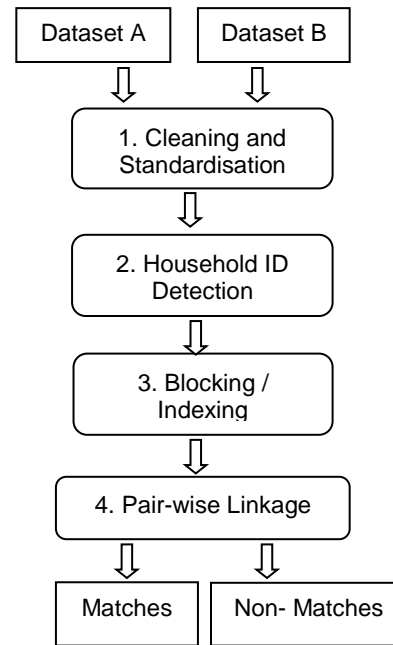 Dataset A
Dataset B
1. Cleaning and
Standardisation
2. Household ID
Detection
3. Blocking /
Indexing
4. Pair-wise Linkage
Matches
Non- Matches